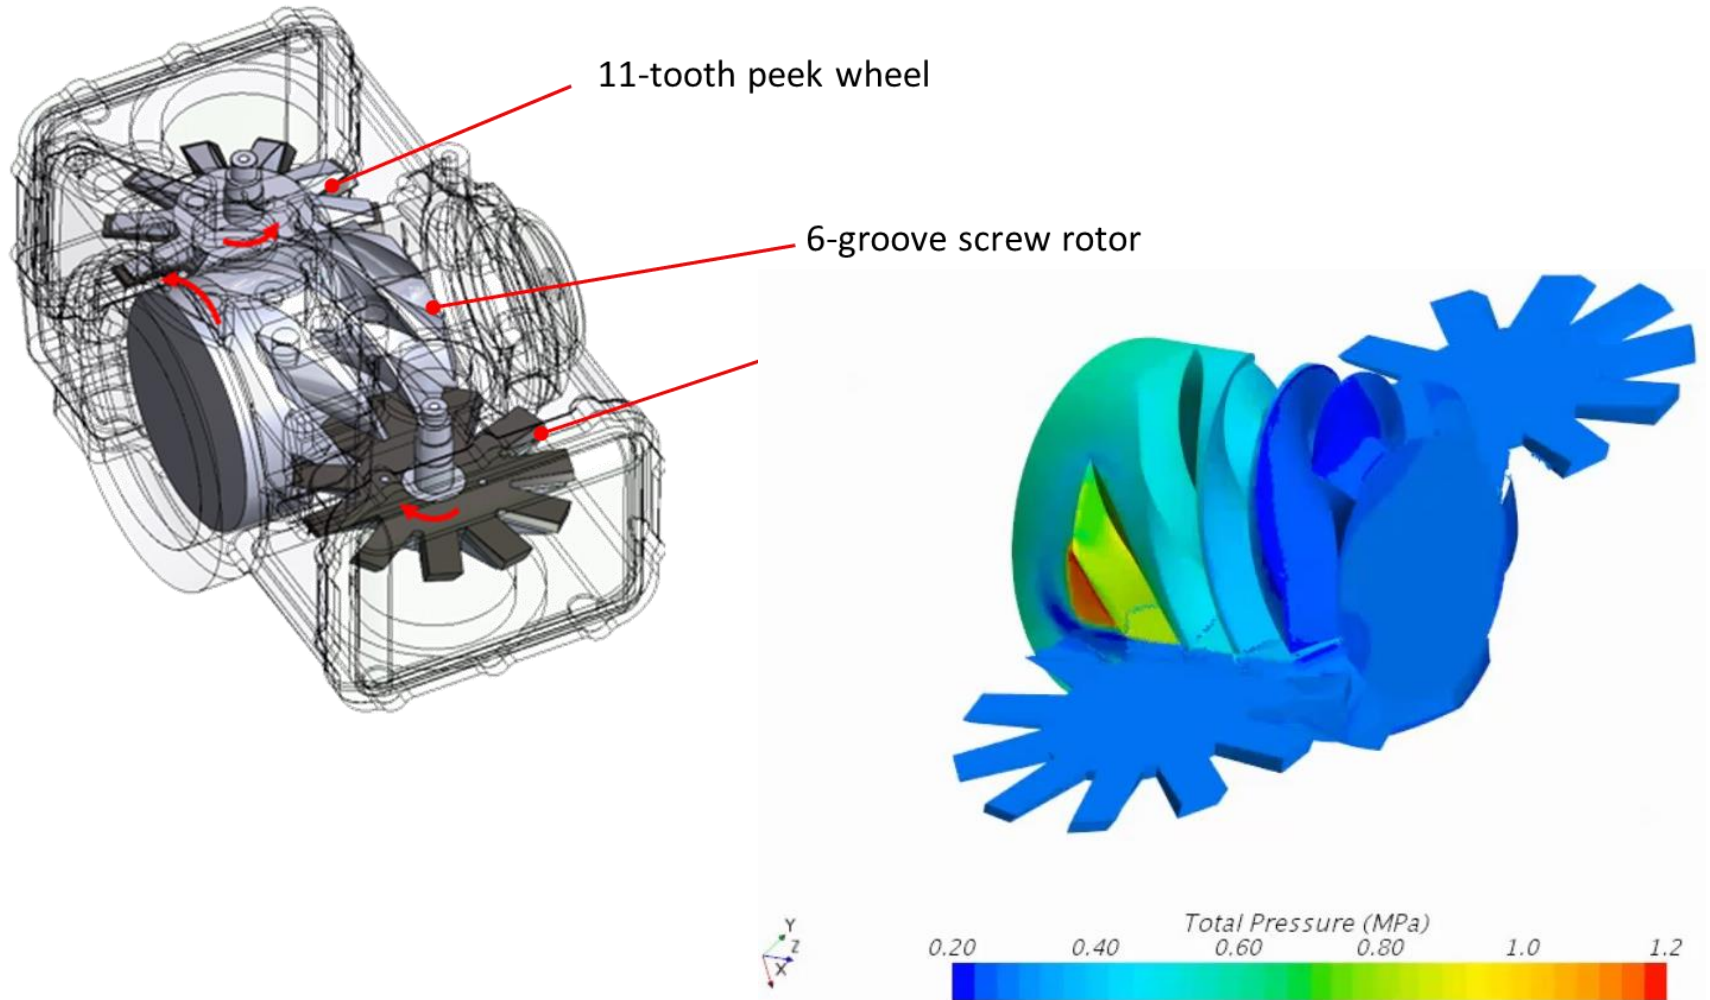 11-tooth peek wheel
6-groove screw rotor
Y
Z
X
Total Pressure (MPa)
0.20 0.40 0.60 0.80 1.0 1.2